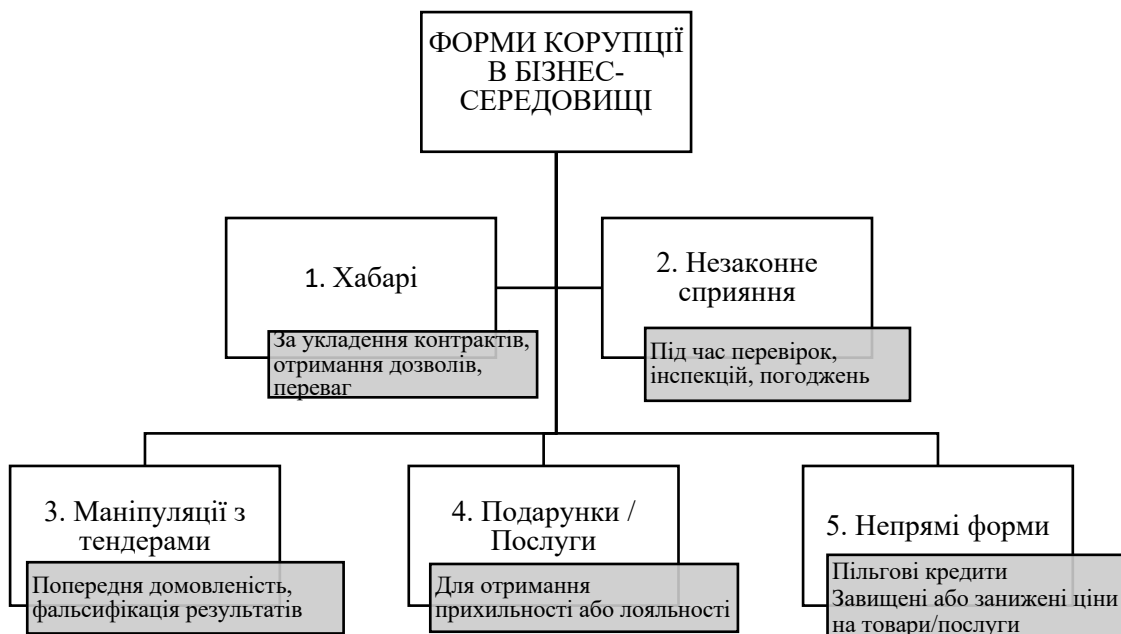 ФОРМИ КОРУПЦІЇ
В БІЗНЕС-
СЕРЕДОВИЩІ
1. Хабарі
За укладення контрактів,
отримання дозволів,
переваг
2. Незаконне
сприяння
Під час перевірок,
інспекцій, погоджень
3. Маніпуляції з
тендерами
Попередня домовленість,
фальсифікація результатів
4. Подарунки /
Послуги
Для отримання
прихильності або лояльності
5. Непрямі форми
Пільгові кредити
Завищені або занижені ціни
на товари/послуги